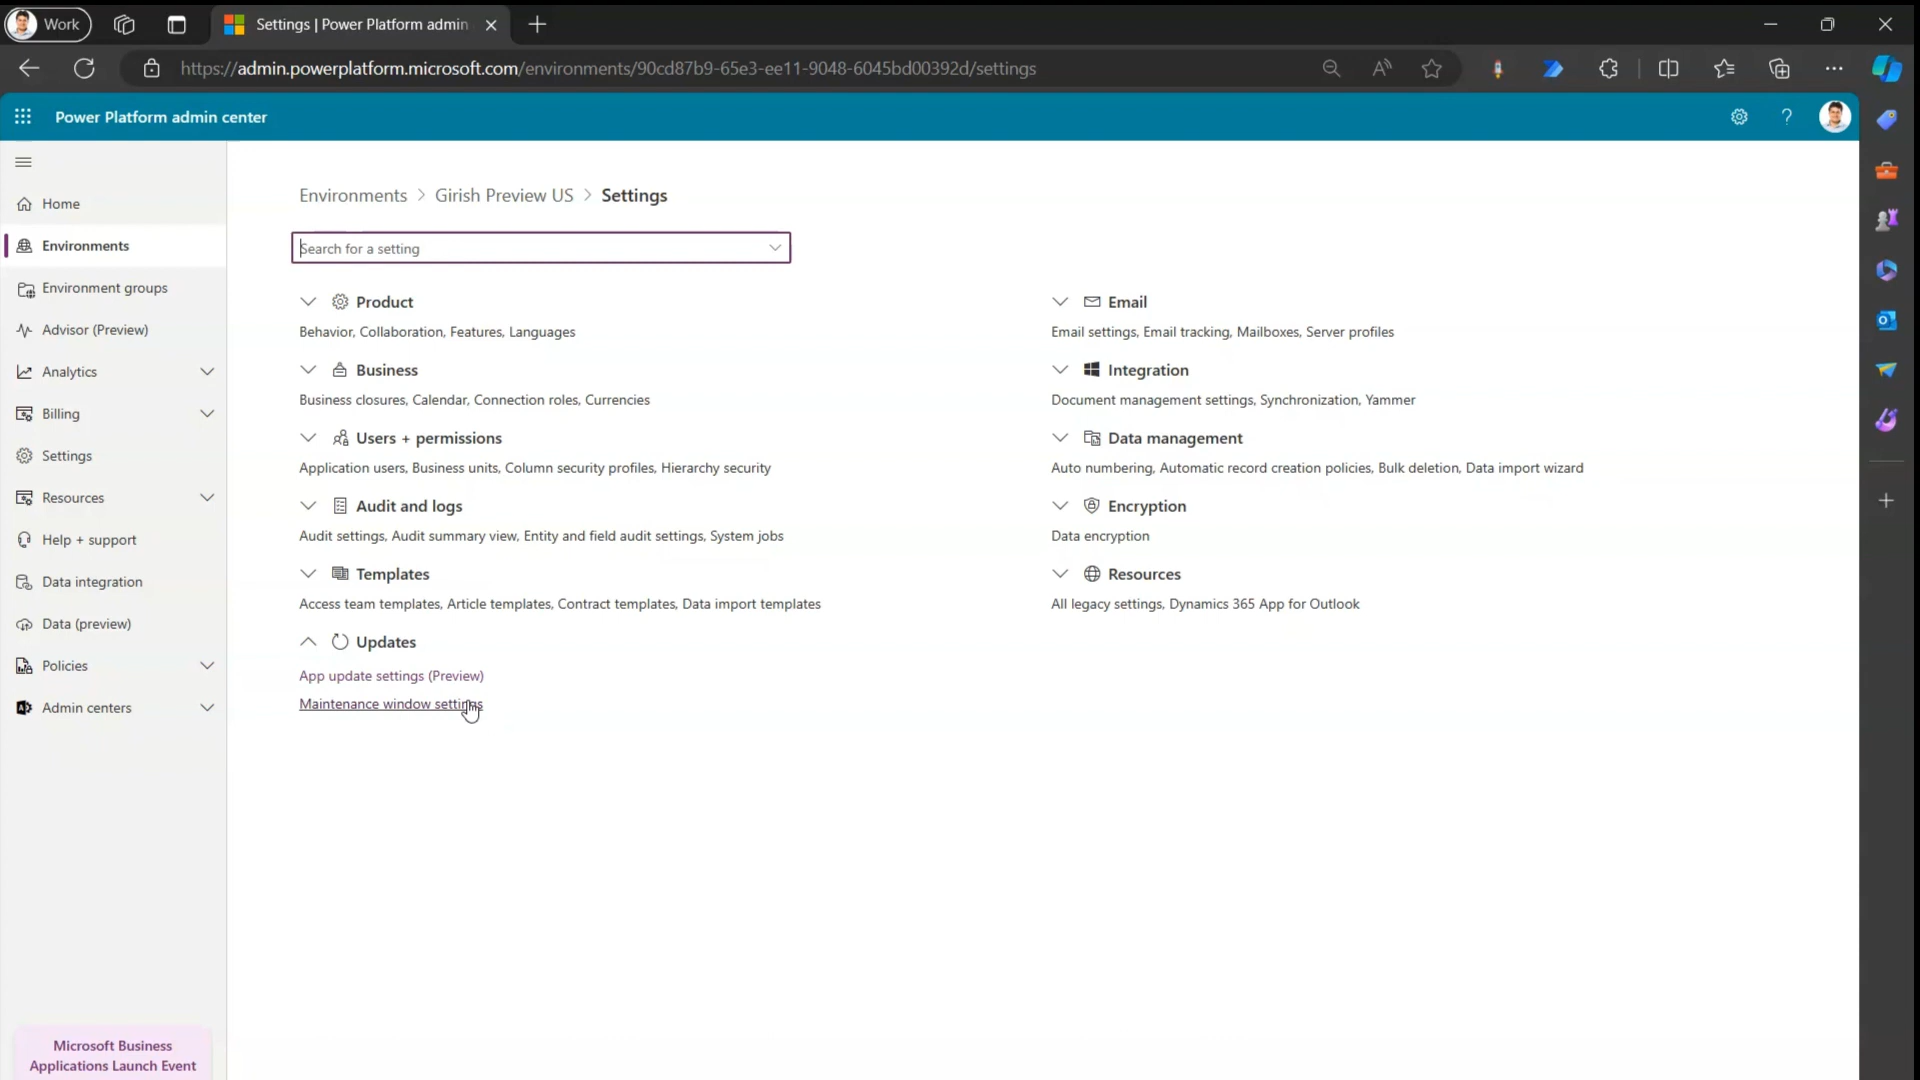 Work
Settings | Power Platform admin
https://admin.powerplatform.microsoft.com/environments/90cd87b9-65e3-ee11-9048-6045bd00392d/settings
Power Platform admin center
Home
Environments
Environment groups
Advisor (Preview)
Analytics
Billing
Settings
Resources
Help + support
Data integration
Data (preview)
Policies
Admin centers
Microsoft Business
Applications Launch Event
Environments > Girish Preview US > Settings
Search for a setting
Product
Behavior, Collaboration, Features, Languages
Business
Business closures, Calendar, Connection roles, Currencies
Users + permissions
Application users, Business units, Column security profiles, Hierarchy security
Audit and logs
Audit settings, Audit summary view, Entity and field audit settings, System jobs
Templates
Access team templates, Article templates, Contract templates, Data import templates
Updates
App update settings (Preview)
Maintenance window settings
Email
Email settings, Email tracking, Mailboxes, Server profiles
Integration
Document management settings, Synchronization, Yammer
Data management
Auto numbering, Automatic record creation policies, Bulk deletion, Data import wizard
Encryption
Data encryption
Resources
All legacy settings, Dynamics 365 App for Outlook